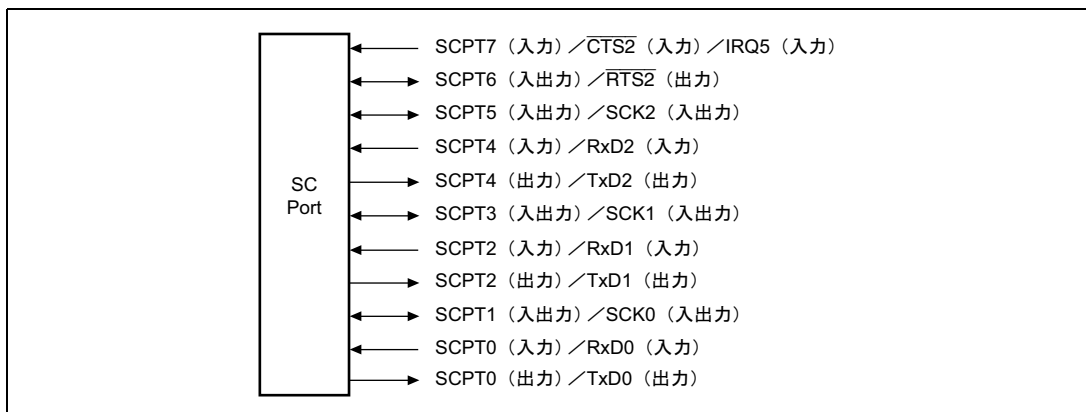 SC
Port
SCPT7（入力）／C̅T̅S̅2̅（入力）／IRQ5（入力）
SCPT6（入出力）／R̅T̅S̅2̅（出力）
SCPT5（入出力）／SCK2（入出力）
SCPT4（入力）／RxD2（入力）
SCPT4（出力）／TxD2（出力）
SCPT3（入出力）／SCK1（入出力）
SCPT2（入力）／RxD1（入力）
SCPT2（出力）／TxD1（出力）
SCPT1（入出力）／SCK0（入出力）
SCPT0（入力）／RxD0（入力）
SCPT0（出力）／TxD0（出力）